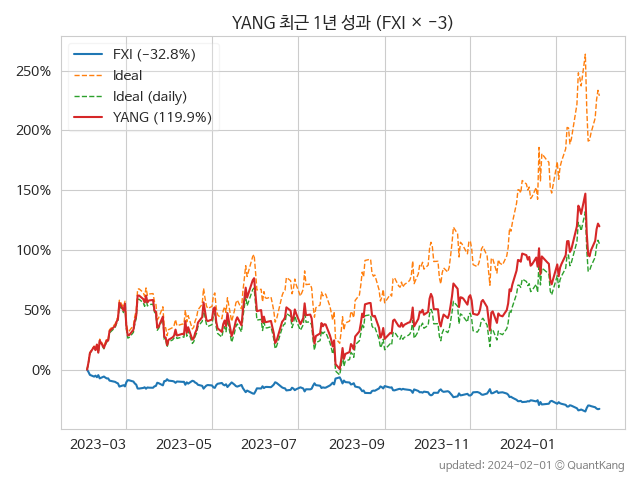 YANG 최근 1년 성과 (FXI × -3)
FXI (-32.8%)
Ideal
Ideal (daily)
YANG (119.9%)
250%
200%
150%
100%
50%
0%
2023-03
2023-05
2023-07
2023-09
2023-11
2024-01
updated: 2024-02-01 © QuantKang